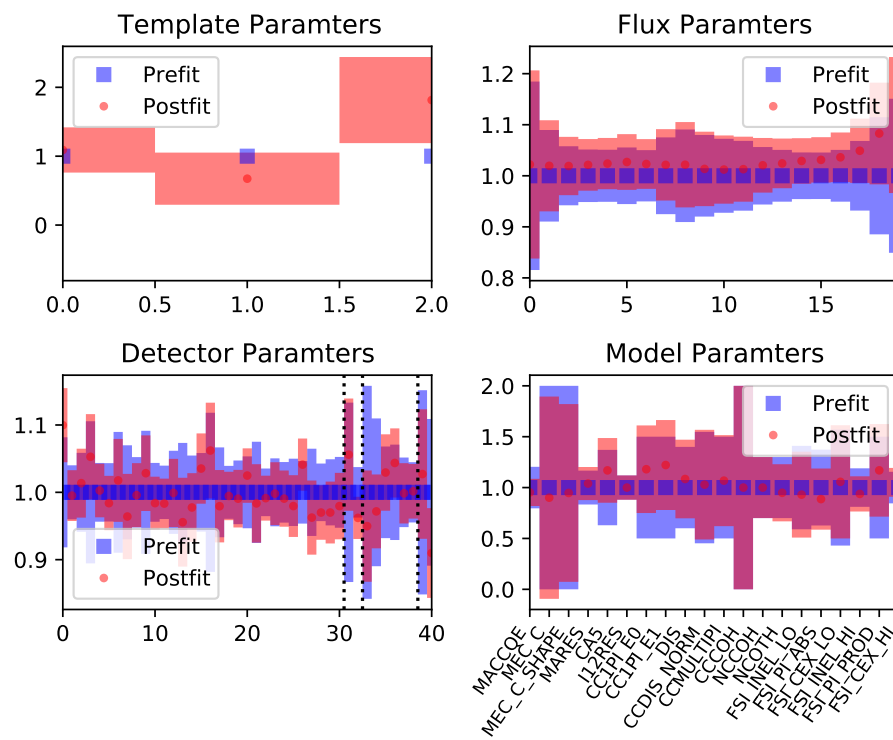 Template Paramters
Flux Paramters
Prefit
Postfit
2
1
0
0.0 0.5 1.0 1.5 2.0
Prefit
Postfit
1.2
1.1
1.0
0.9
0.8
0 5 10 15
Detector Paramters
Model Paramters
1.1
1.0
0.9
Prefit
Postfit
0 10 20 30 40
Prefit
Postfit
2.0
1.5
1.0
0.5
0.0
MACCQE
MEC_C
MEC_C_SHAPE
MARES
CA5
I12RES
CC1PI_E0
CC1PI_E1
DIS
CCDIS_NORM
CCMULTIPI
CCCOH
NCCOH
NCOTH
FSI_INEL_LO
FSI_PI_ABS
FSI_CEX_LO
FSI_INEL_HI
FSI_PI_PROD
FSI_CEX_HI